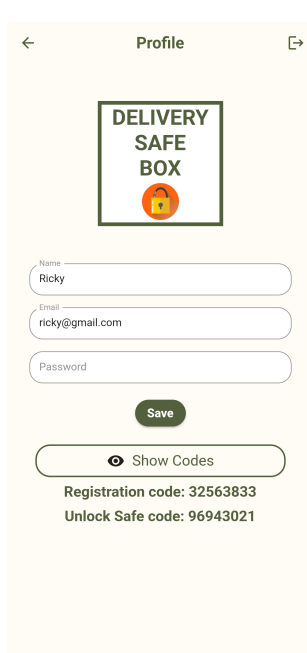 Profile
DELIVERY
SAFE
BOX
Name
Ricky
Email
ricky@gmail.com
Password
Save
Show Codes
Registration code: 32563833
Unlock Safe code: 96943021